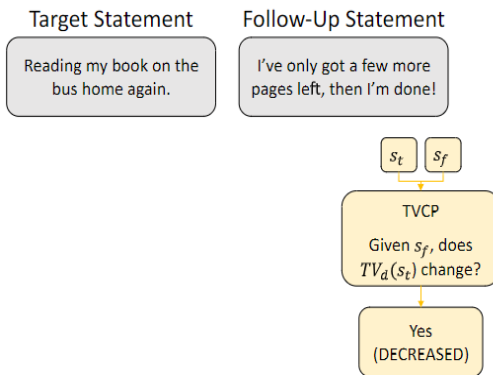 Target Statement
Follow-Up Statement
Reading my book on the
bus home again.
I've only got a few more
pages left, then I'm done!
s_t
s_f
TVCP
Given s_f, does
TV_d(s_t) change?
Yes
(DECREASED)